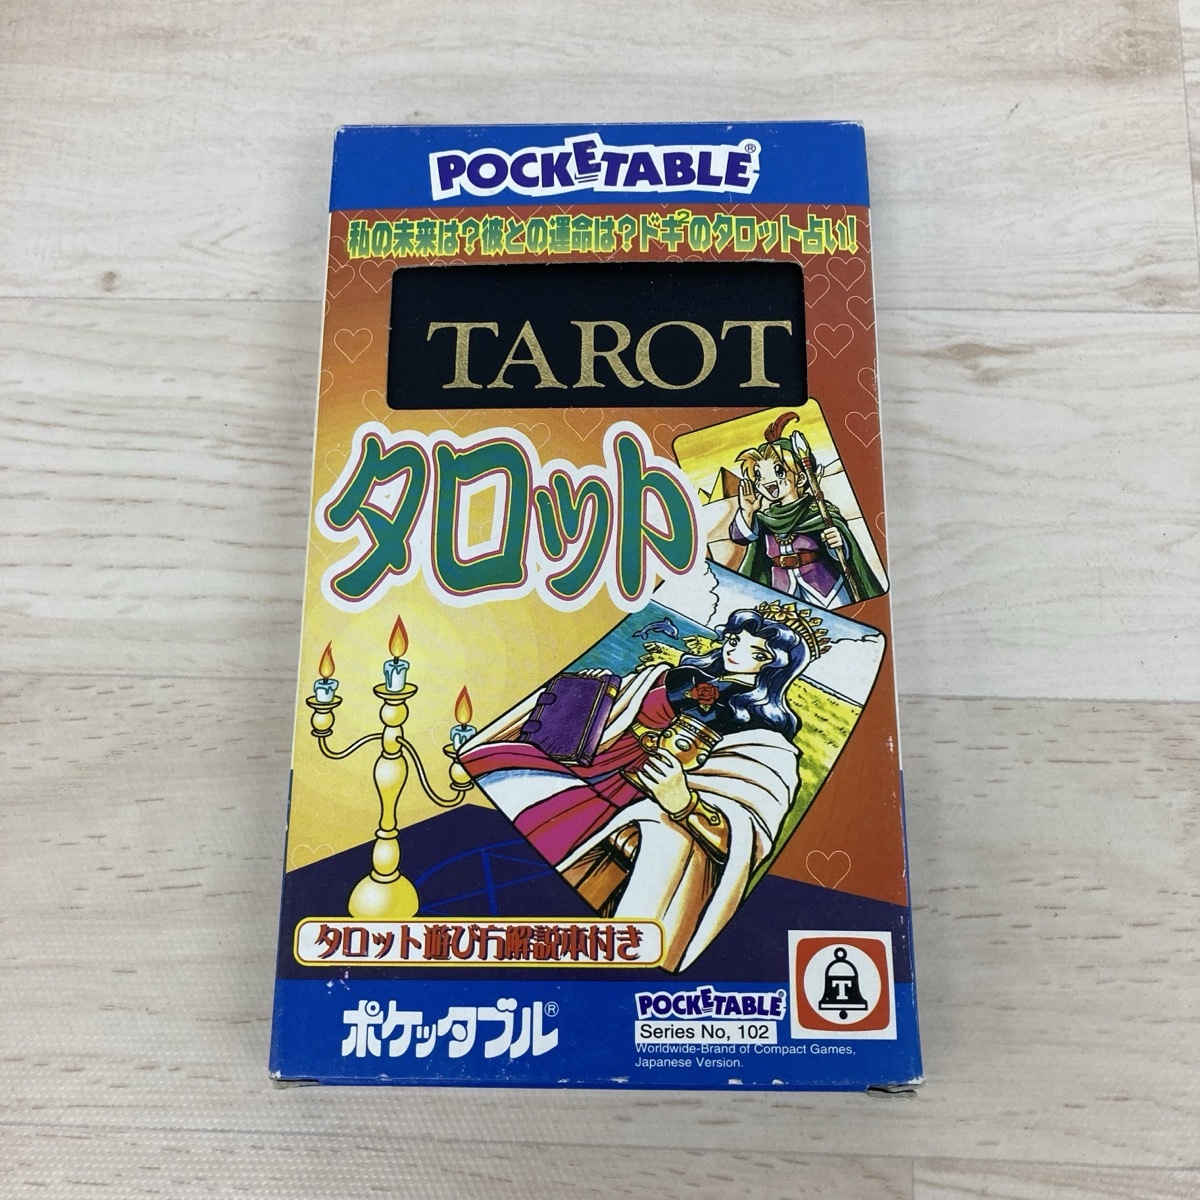 POCKETABLE®
私の未来は?彼との運命は?ドキ²のタロット占い!
TAROT
タロット
タロット遊び方解説本付き
ポケッタブル®
POCKETABLE®
Series No, 102
Worldwide-Brand of Compact Games,
Japanese Version.
T